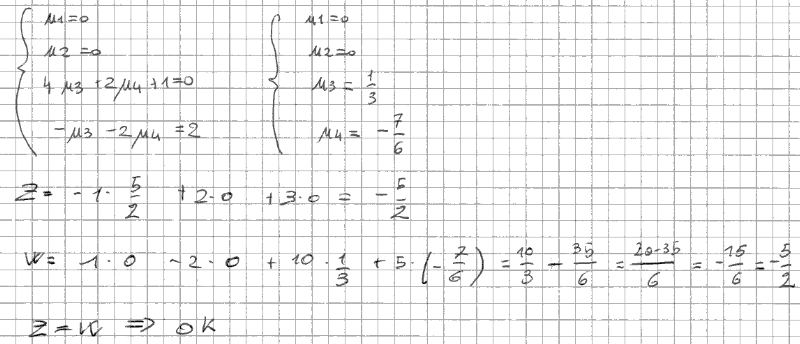 μ1=0 μ1=0
μ2=0 μ2=0
4μ3+2μ4+1=0 μ3=1/3
-μ3-2μ4=2 μ4=-7/6
Z= -1·5/2 +2·0 +3·0 = -5/2
W= 1·0 -2·0 +10·1/3 +5·(-7/6) =10/3-35/6=20-35/6=-15/6=-5/2
Z=W => OK